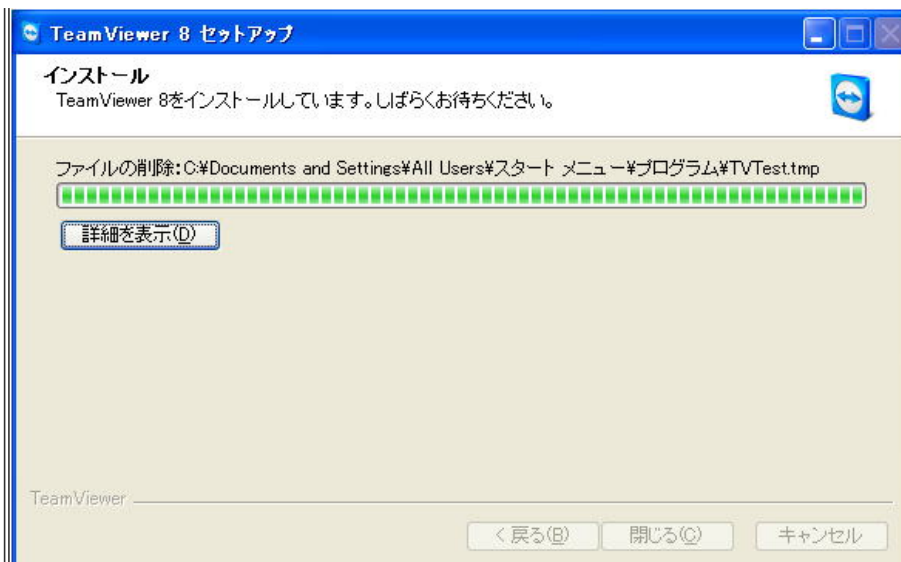 TeamViewer 8 セットアップ
インストール
TeamViewer 8をインストールしています。しばらくお待ちください。
ファイルの削除:C:¥Documents and Settings¥All Users¥スタート メニュー¥プログラム¥TVTest.tmp
詳細を表示(D)
TeamViewer
< 戻る(B) 閉じる(C) キャンセル